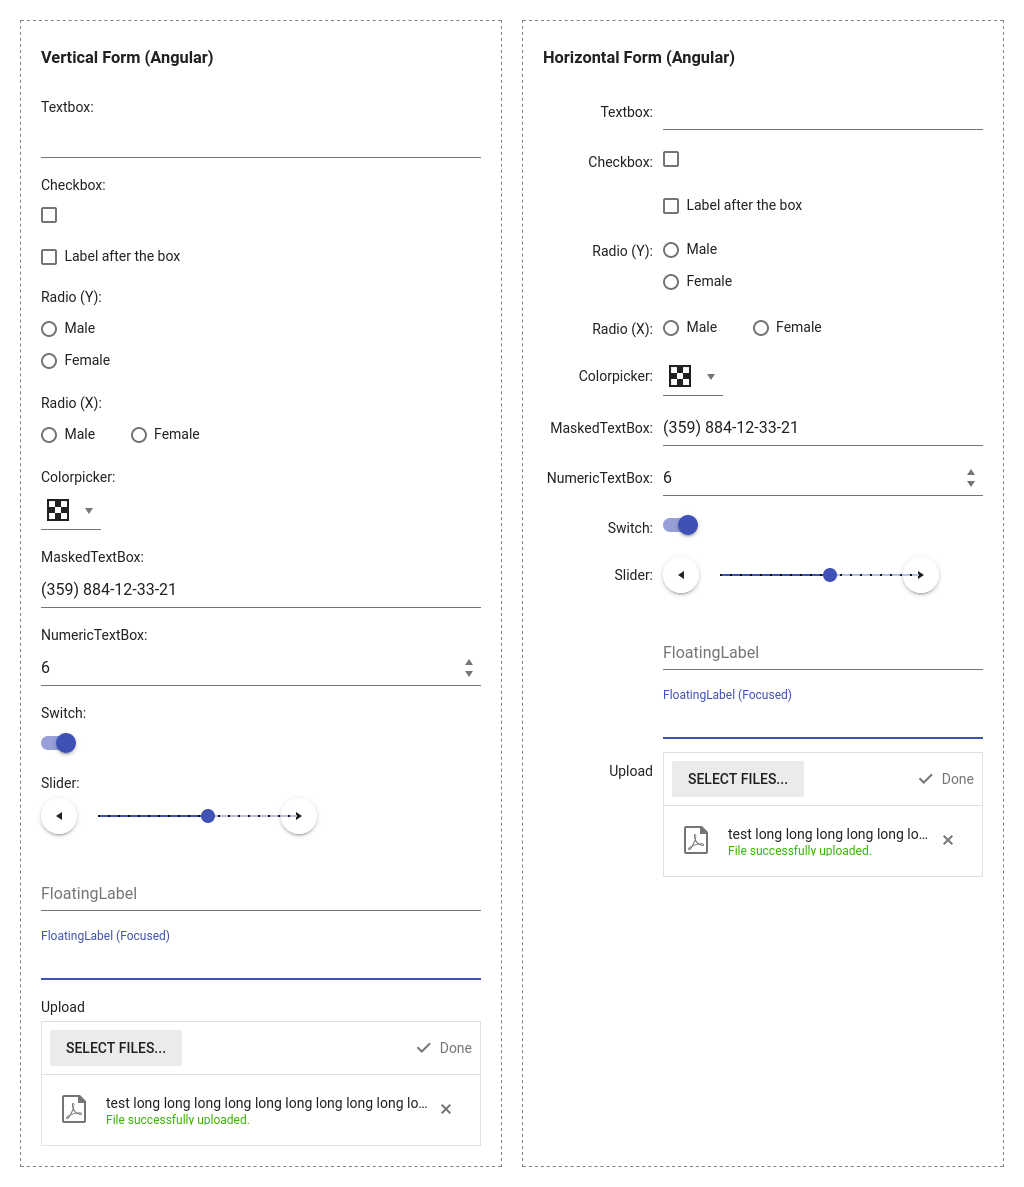 Vertical Form (Angular)
Textbox:
Checkbox:
Label after the box
Radio (Y):
Male
Female
Radio (X):
Male Female
Colorpicker:
MaskedTextBox:
(359) 884-12-33-21
NumericTextBox:
6
Switch:
Slider:
FloatingLabel
FloatingLabel (Focused)
Upload
SELECT FILES... Done
test long long long long long long long long long lo...
File successfully uploaded.
Horizontal Form (Angular)
Textbox:
Checkbox:
Label after the box
Radio (Y): Male
Female
Radio (X): Male Female
Colorpicker:
MaskedTextBox: (359) 884-12-33-21
NumericTextBox: 6
Switch:
Slider:
FloatingLabel
FloatingLabel (Focused)
Upload SELECT FILES... Done
test long long long long long lo...
File successfully uploaded.